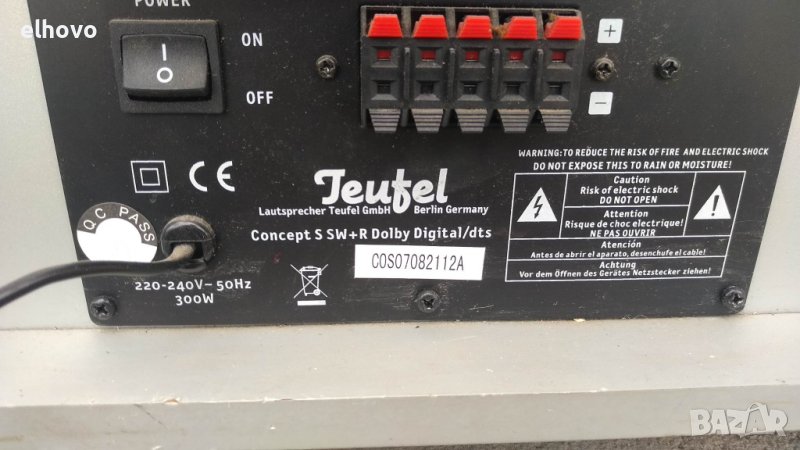 elhovo
POWER
ON
OFF
I
O
+
-
WARNING: TO REDUCE THE RISK OF FIRE AND ELECTRIC SHOCK
DO NOT EXPOSE THIS TO RAIN OR MOISTURE!
Caution
Risk of electric shock
DO NOT OPEN
Attention
Risque de choc electrique!
NE PAS OUVRIR
Atención
Antes de abrir el aparato, desenchufe el cable!
Achtung
Vor dem Öffnen des Gerätes Netzstecker ziehen!
CE
Teufel
Lautsprecher Teufel GmbH Berlin Germany
Concept S SW+R Dolby Digital/dts
COS07082112A
QC PASS
220-240V~50Hz
300W
BAZAR